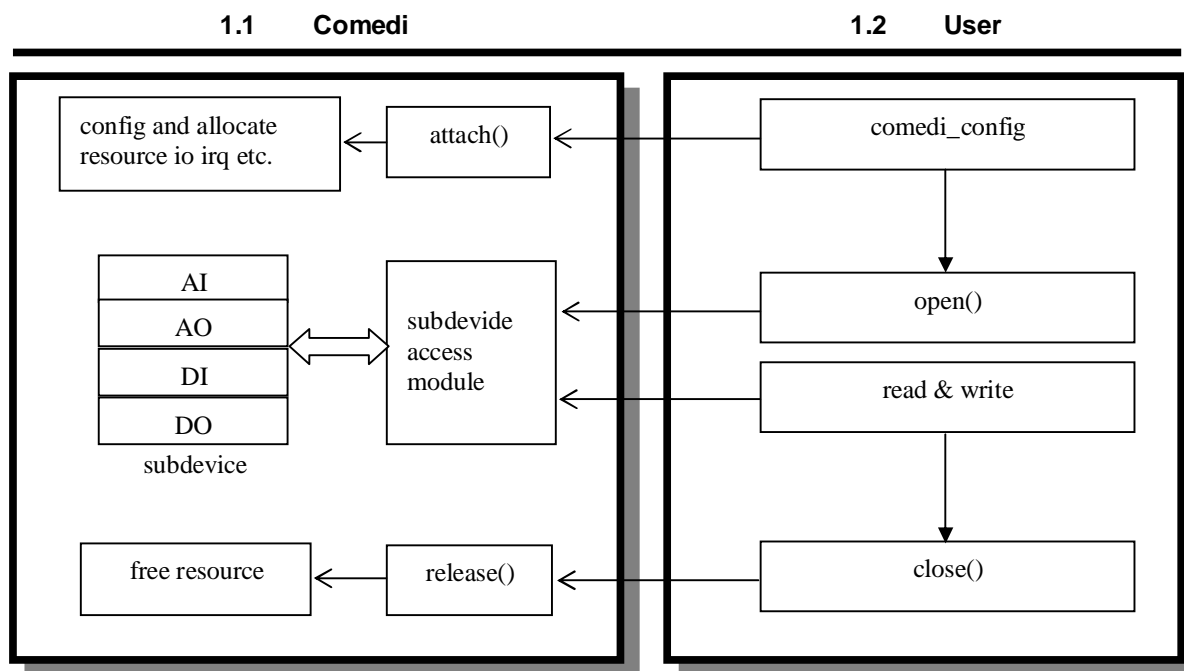 1.1 Comedi
1.2 User
config and allocate
resource io irq etc.
attach()
comedi_config
AI
AO
DI
DO
subdevice
subdevide
access
module
open()
read & write
free resource
release()
close()